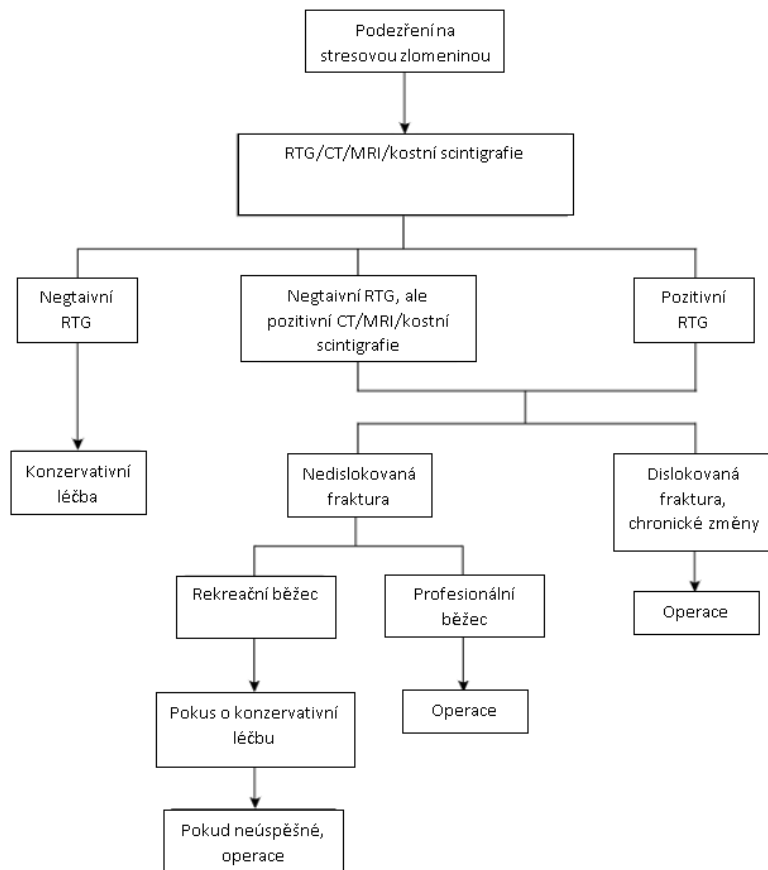 Podezření na
stresovou zlomeninou
RTG/CT/MRI/kostní scintigrafie
Negtaivní
RTG
Negtaivní RTG, ale
pozitivní CT/MRI/kostní
scintigrafie
Pozitivní
RTG
Konzervativní
léčba
Nedislokovaná
fraktura
Dislokovaná
fraktura,
chronické změny
Rekreační běžec
Profesionální
běžec
Operace
Pokus o konzervativní
léčbu
Operace
Pokud neúspěšné,
operace